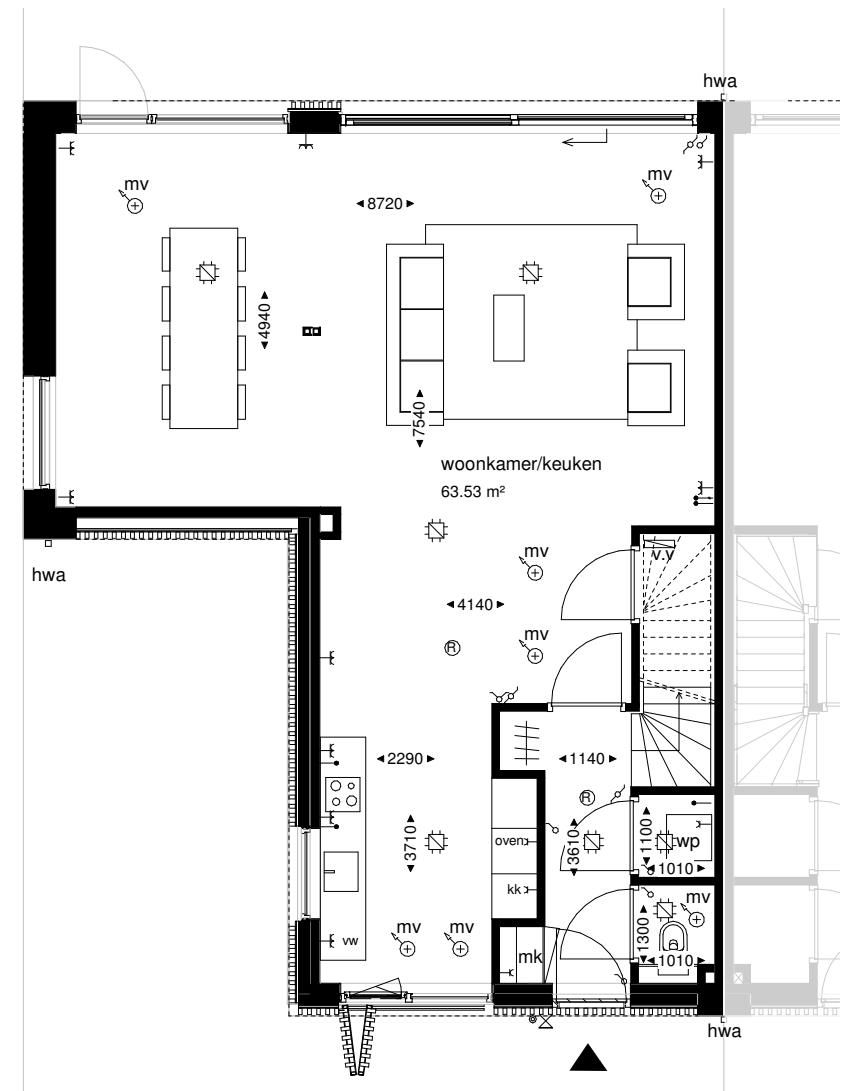 hwa
mv
mv
8720
4940
7540
woonkamer/keuken
63.53 m²
hwa
mv
v.v
4140
mv
R
2290
1140
R
3710
oven
3610
1100
wp
1010
kk
mv
1300
vw
mv
mv
mk
1010
hwa